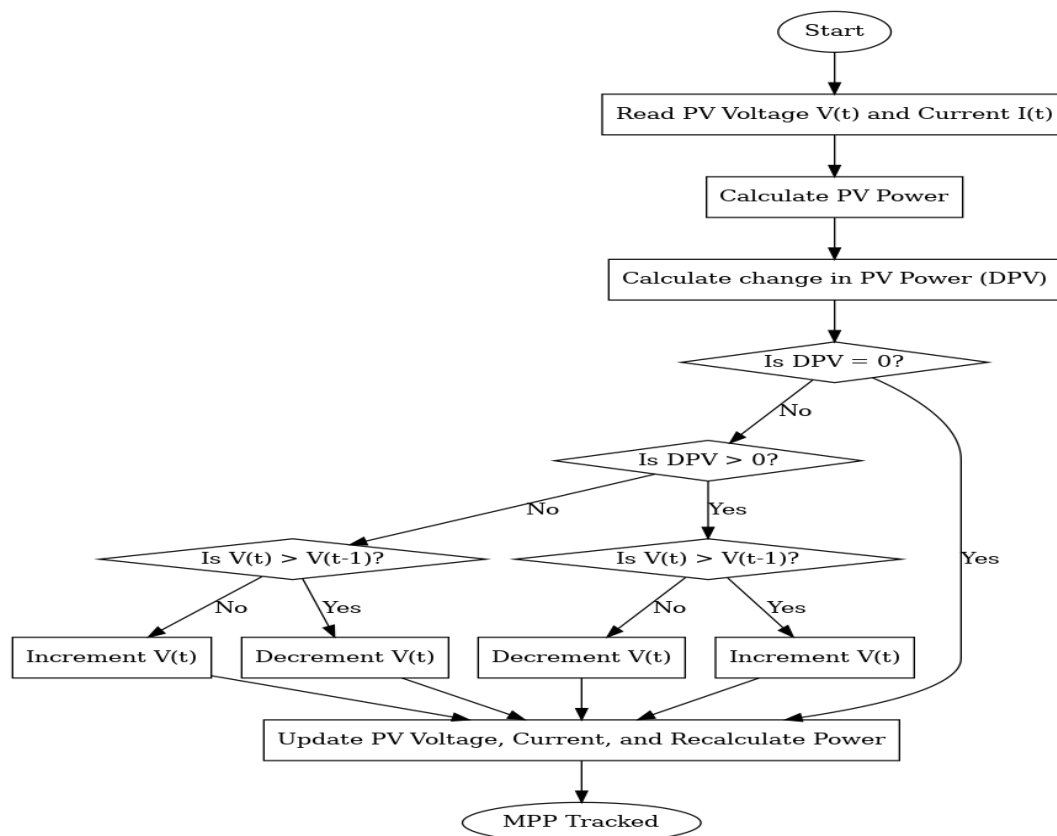 Start
Read PV Voltage V(t) and Current I(t)
Calculate PV Power
Calculate change in PV Power (DPV)
Is DPV = 0?
No
Is DPV > 0?
No
Yes
Is V(t) > V(t-1)?
Is V(t) > V(t-1)?
Yes
No
Yes
No
Yes
Increment V(t)
Decrement V(t)
Decrement V(t)
Increment V(t)
Update PV Voltage, Current, and Recalculate Power
MPP Tracked